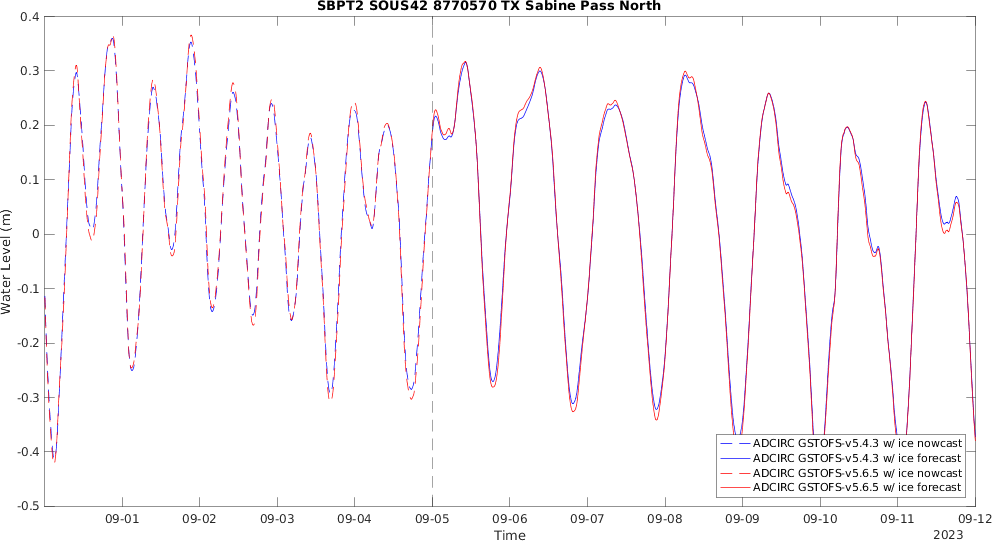 SBPT2 SOUS42 8770570 TX Sabine Pass North
0.4
0.3
0.2
0.1
0
-0.1
-0.2
-0.3
-0.4
-0.5
Water Level (m)
ADCIRC GSTOFS-v5.4.3 w/ ice nowcast
ADCIRC GSTOFS-v5.4.3 w/ ice forecast
ADCIRC GSTOFS-v5.6.5 w/ ice nowcast
ADCIRC GSTOFS-v5.6.5 w/ ice forecast
09-01 09-02 09-03 09-04 09-05 09-06 09-07 09-08 09-09 09-10 09-11 09-12
Time
2023